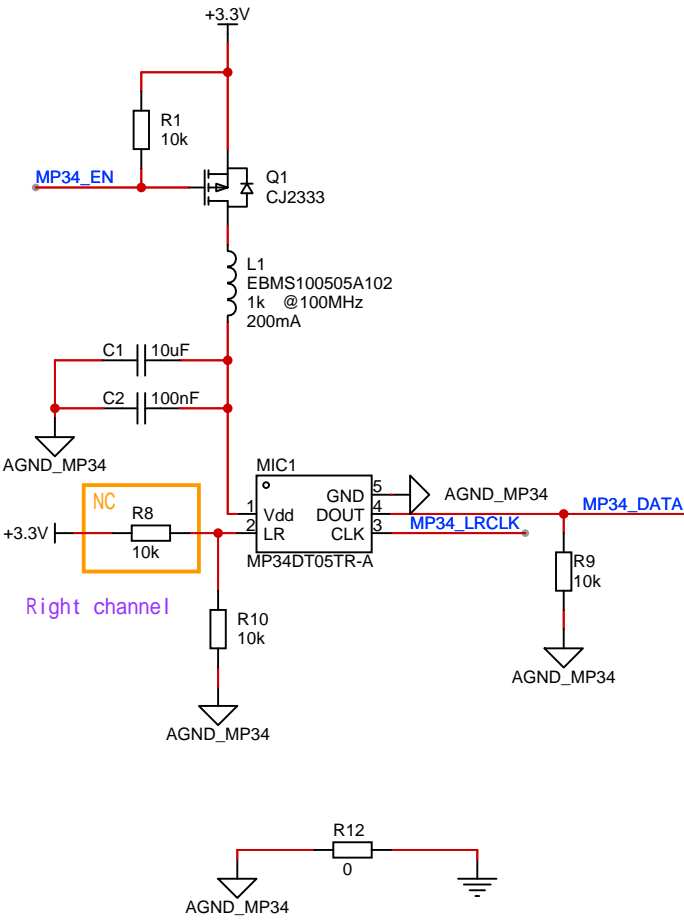 +3.3V
R1
10k
MP34_EN
Q1
CJ2333
L1
EBMS100505A102
1k @100MHz
200mA
C1 10uF
C2 100nF
AGND_MP34
MIC1
NC
R8
10k
+3.3V
Right channel
1
2
Vdd
LR
GND
DOUT
CLK
5
4
3
MP34DT05TR-A
AGND_MP34
MP34_DATA
MP34_LRCLK
R9
10k
AGND_MP34
R10
10k
AGND_MP34
R12
0
AGND_MP34